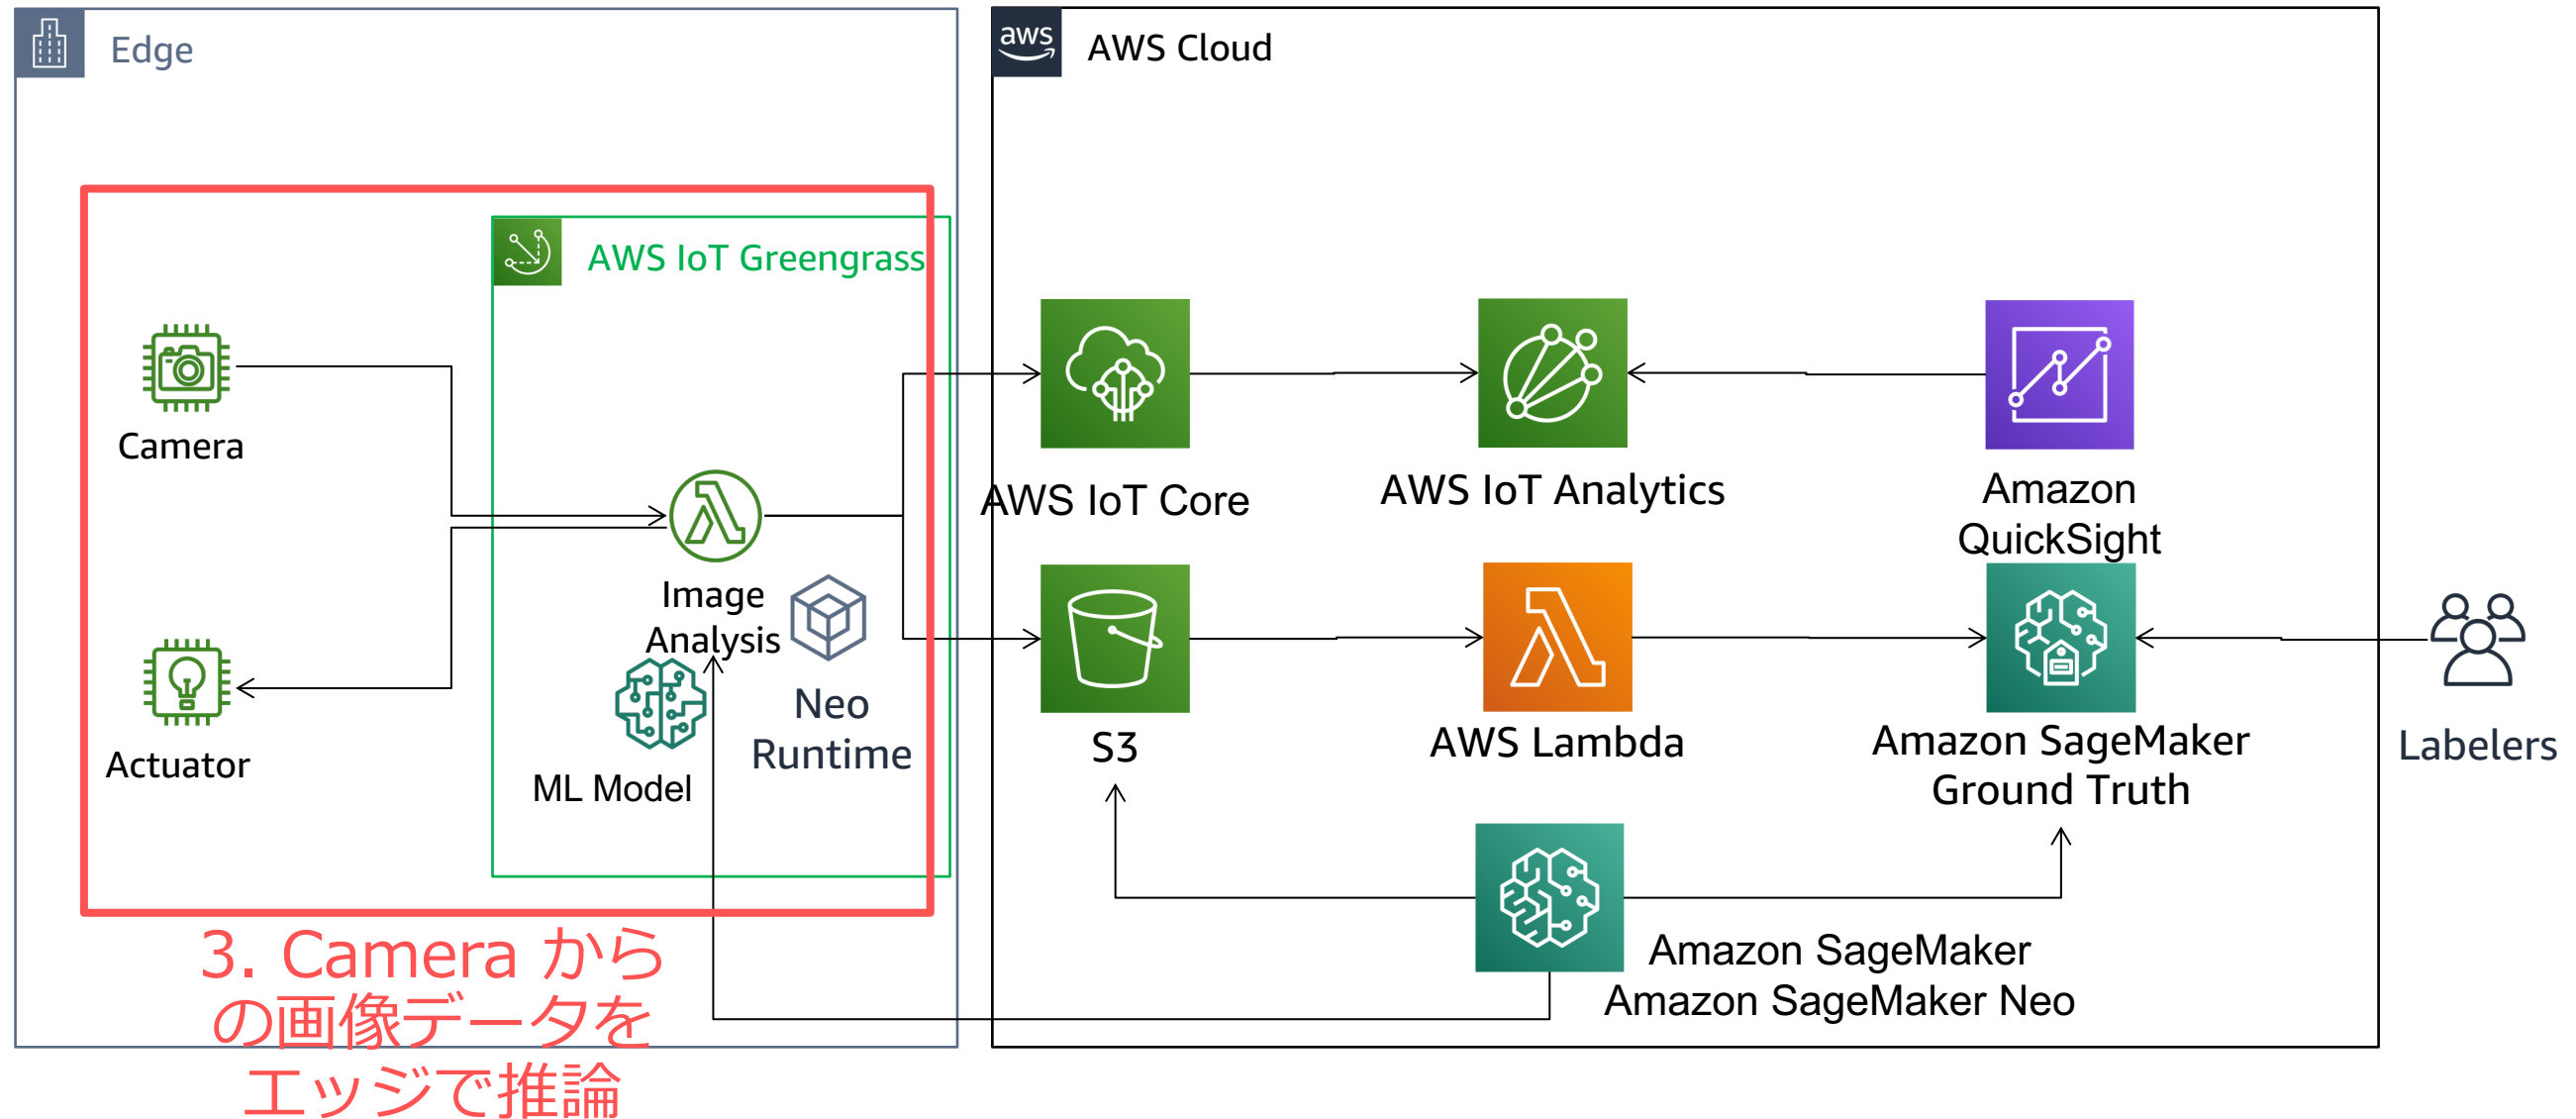 Edge
aws
AWS Cloud
AWS IoT Greengrass
Camera
Actuator
Image
Analysis
ML Model
Neo
Runtime
AWS IoT Core
AWS IoT Analytics
Amazon
QuickSight
S3
AWS Lambda
Amazon SageMaker
Ground Truth
Labelers
Amazon SageMaker
Amazon SageMaker Neo
3. Camera から
の画像データを
エッジで推論